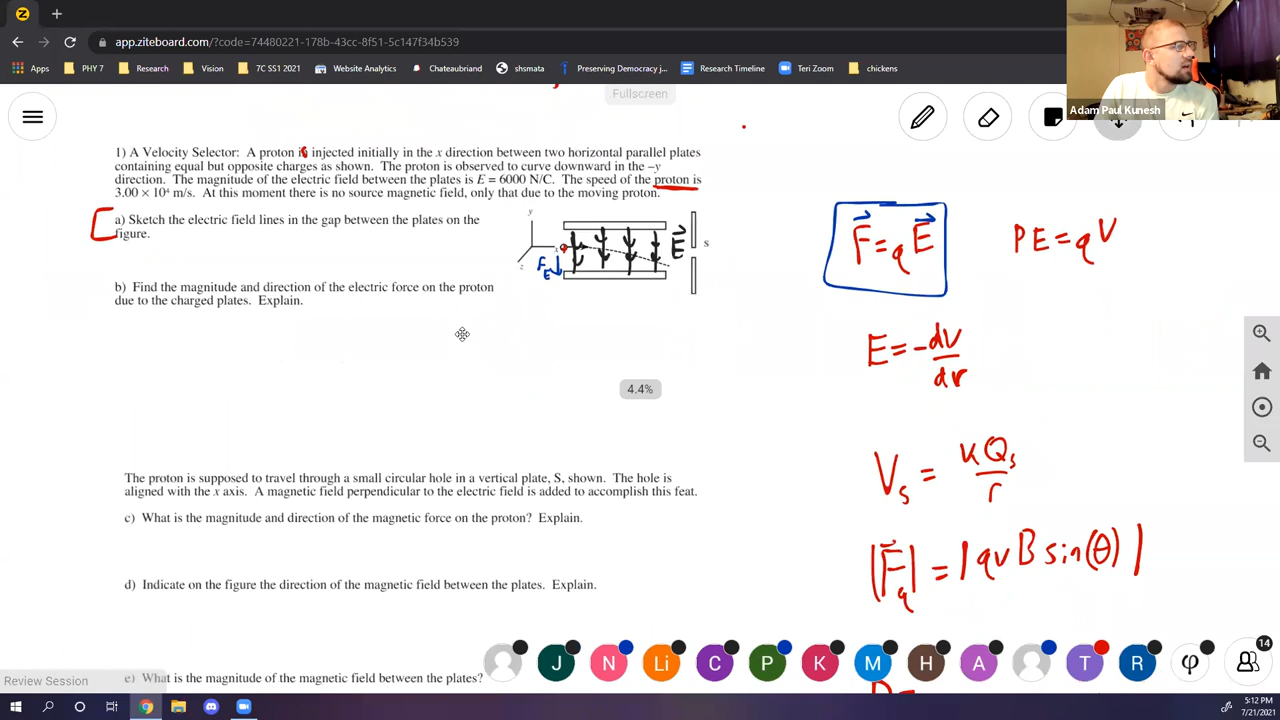 app.ziteboard.com/?code=74480221-178b-43cc-8f51-5c147f34b539
Apps
PHY 7
Research
Vision
7C SS1 2021
Website Analytics
shsmata
Preserving Democracy j...
Research Timeline
Teri Zoom
chickens
Adam Paul Kunesh
Fullscreen
1) A Velocity Selector: A proton is injected initially in the x direction between two horizontal parallel plates
containing equal but opposite charges as shown. The proton is observed to curve downward in the –y
direction. The magnitude of the electric field between the plates is E = 6000 N/C. The speed of the proton is
3.00 × 10⁴ m/s. At this moment there is no source magnetic field, only that due to the moving proton.
a) Sketch the electric field lines in the gap between the plates on the
figure.
y
x
z
F_E
E⃗
S
b) Find the magnitude and direction of the electric force on the proton
due to the charged plates. Explain.
F⃗ = qE⃗
PE = qV
E = -dV/dr
4.4%
V_s = kQ_s/r
|F⃗_q| = |qvB sin(θ)|
The proton is supposed to travel through a small circular hole in a vertical plate, S, shown. The hole is
aligned with the x axis. A magnetic field perpendicular to the electric field is added to accomplish this feat.
c) What is the magnitude and direction of the magnetic force on the proton? Explain.
d) Indicate on the figure the direction of the magnetic field between the plates. Explain.
e) What is the magnitude of the magnetic field between the plates?
Review Session
J
N
Li
C
P
K
M
H
A
T
R
φ
14
5:12 PM
7/21/2021